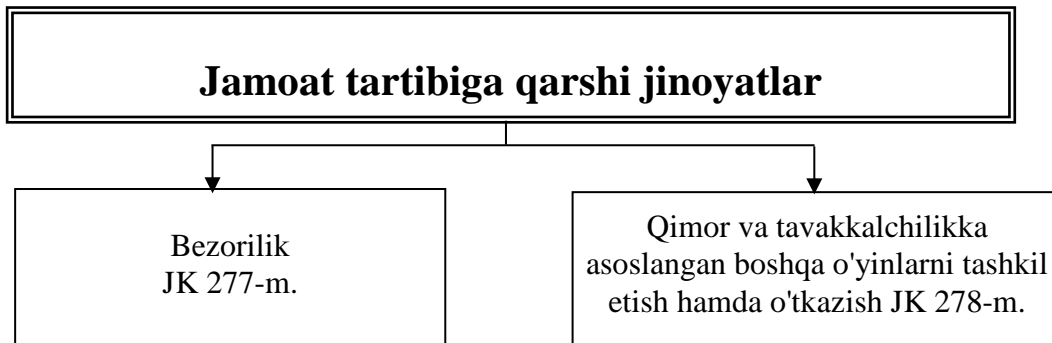 Jamoat tartibiga qarshi jinoyatlar
Bezorilik
JK 277-m.
Qimor va tavakkalchilikka
asoslangan boshqa o'yinlarni tashkil
etish hamda o'tkazish JK 278-m.